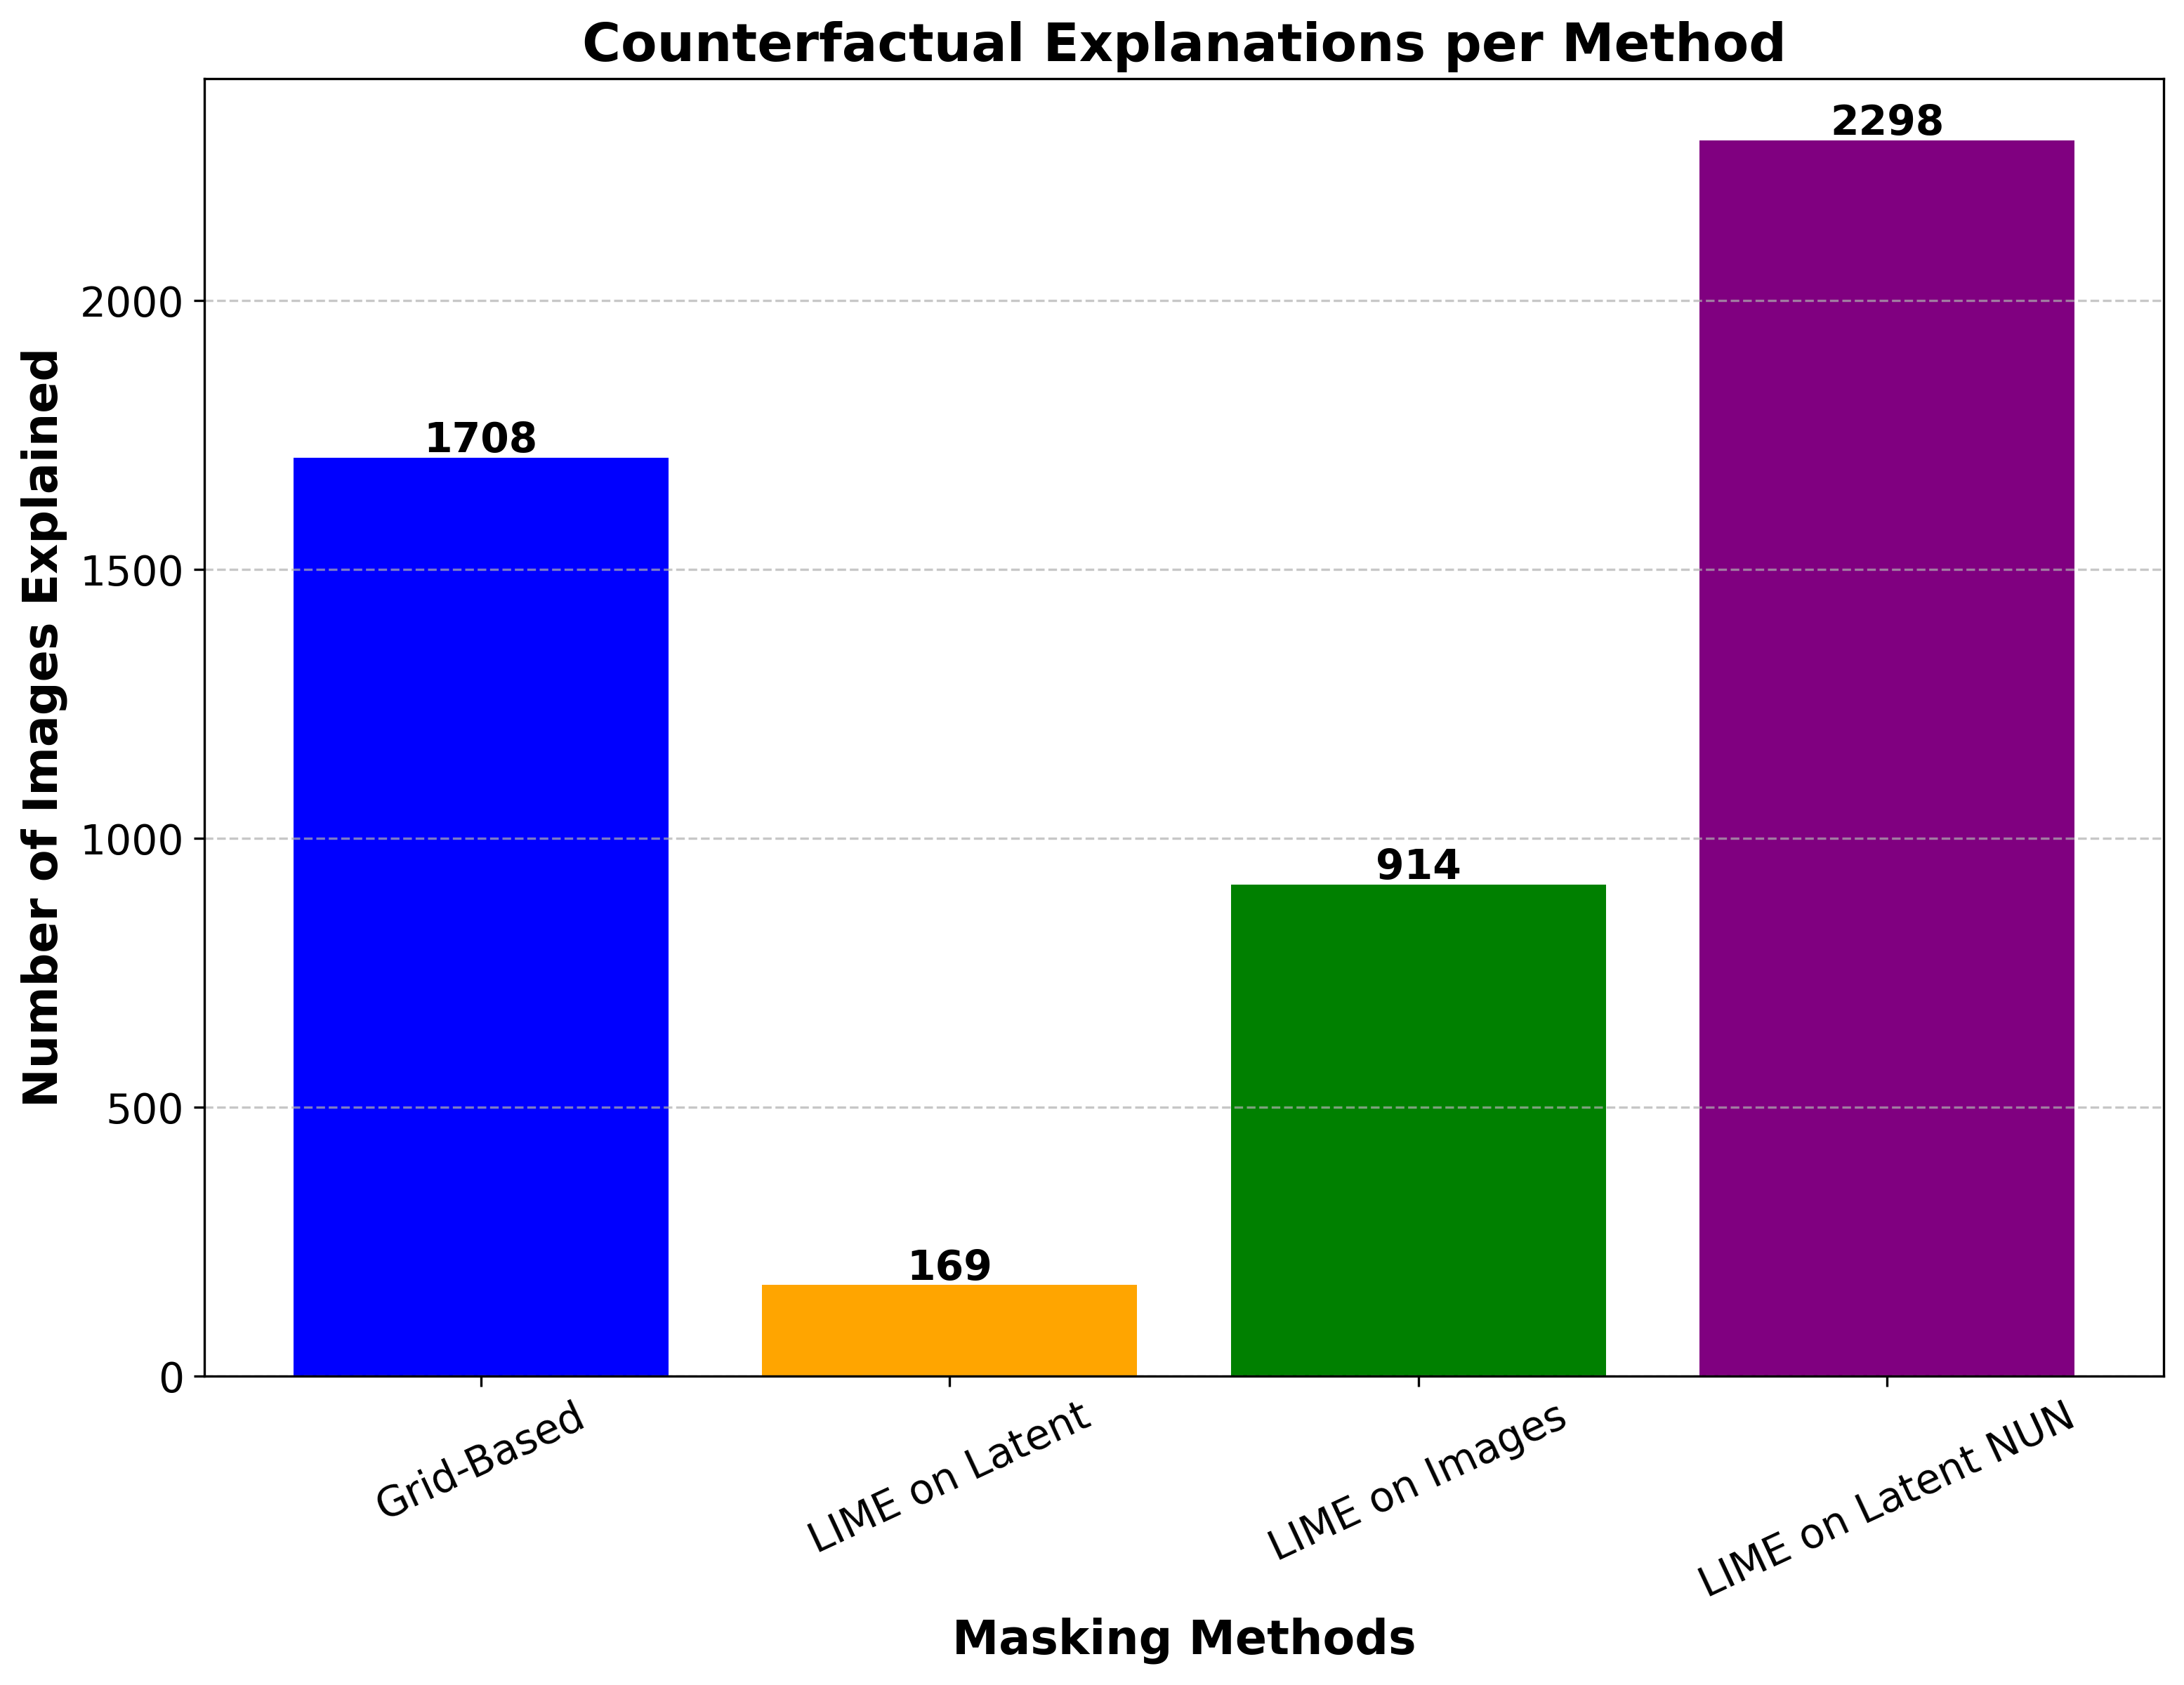 Counterfactual Explanations per Method
Number of Images Explained
2000
1500
1000
500
0
1708
169
914
2298
Grid-Based
LIME on Latent
LIME on Images
LIME on Latent NUN
Masking Methods